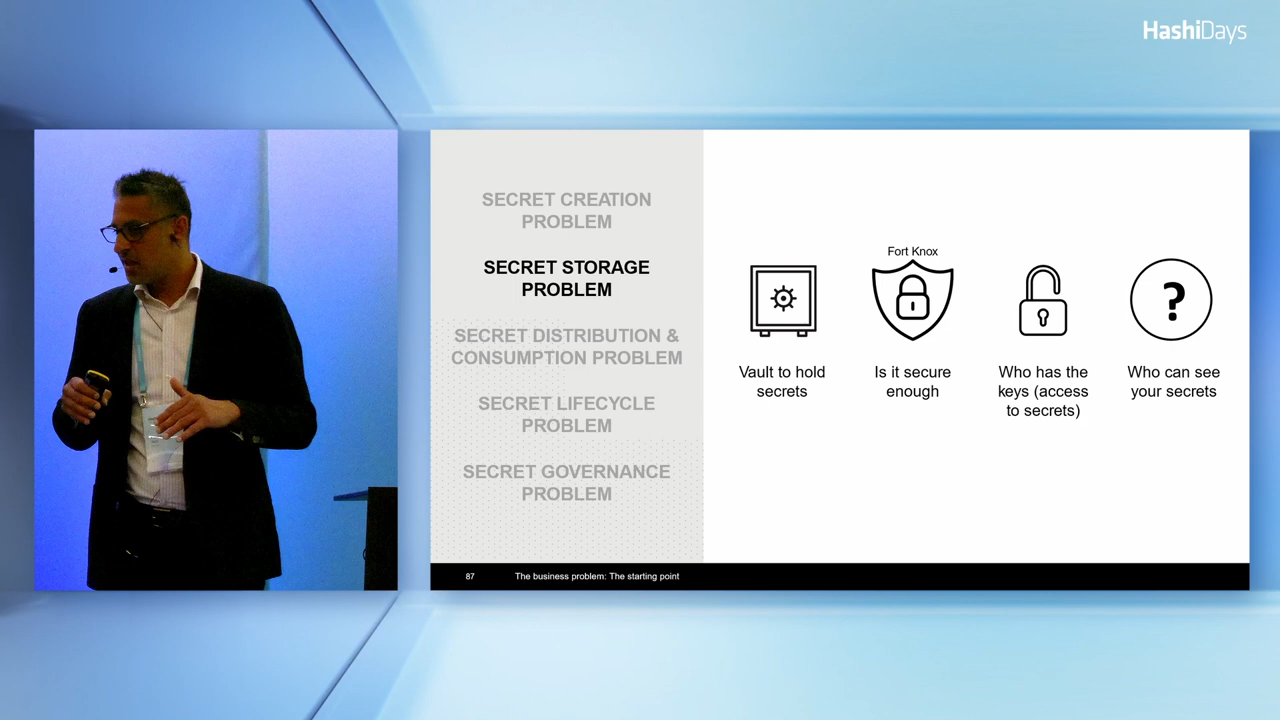 HashiDays
SECRET CREATION
PROBLEM
SECRET STORAGE
PROBLEM
SECRET DISTRIBUTION &
CONSUMPTION PROBLEM
SECRET LIFECYCLE
PROBLEM
SECRET GOVERNANCE
PROBLEM
Fort Knox
Vault to hold
secrets
Is it secure
enough
Who has the
keys (access
to secrets)
?
Who can see
your secrets
87
The business problem: The starting point